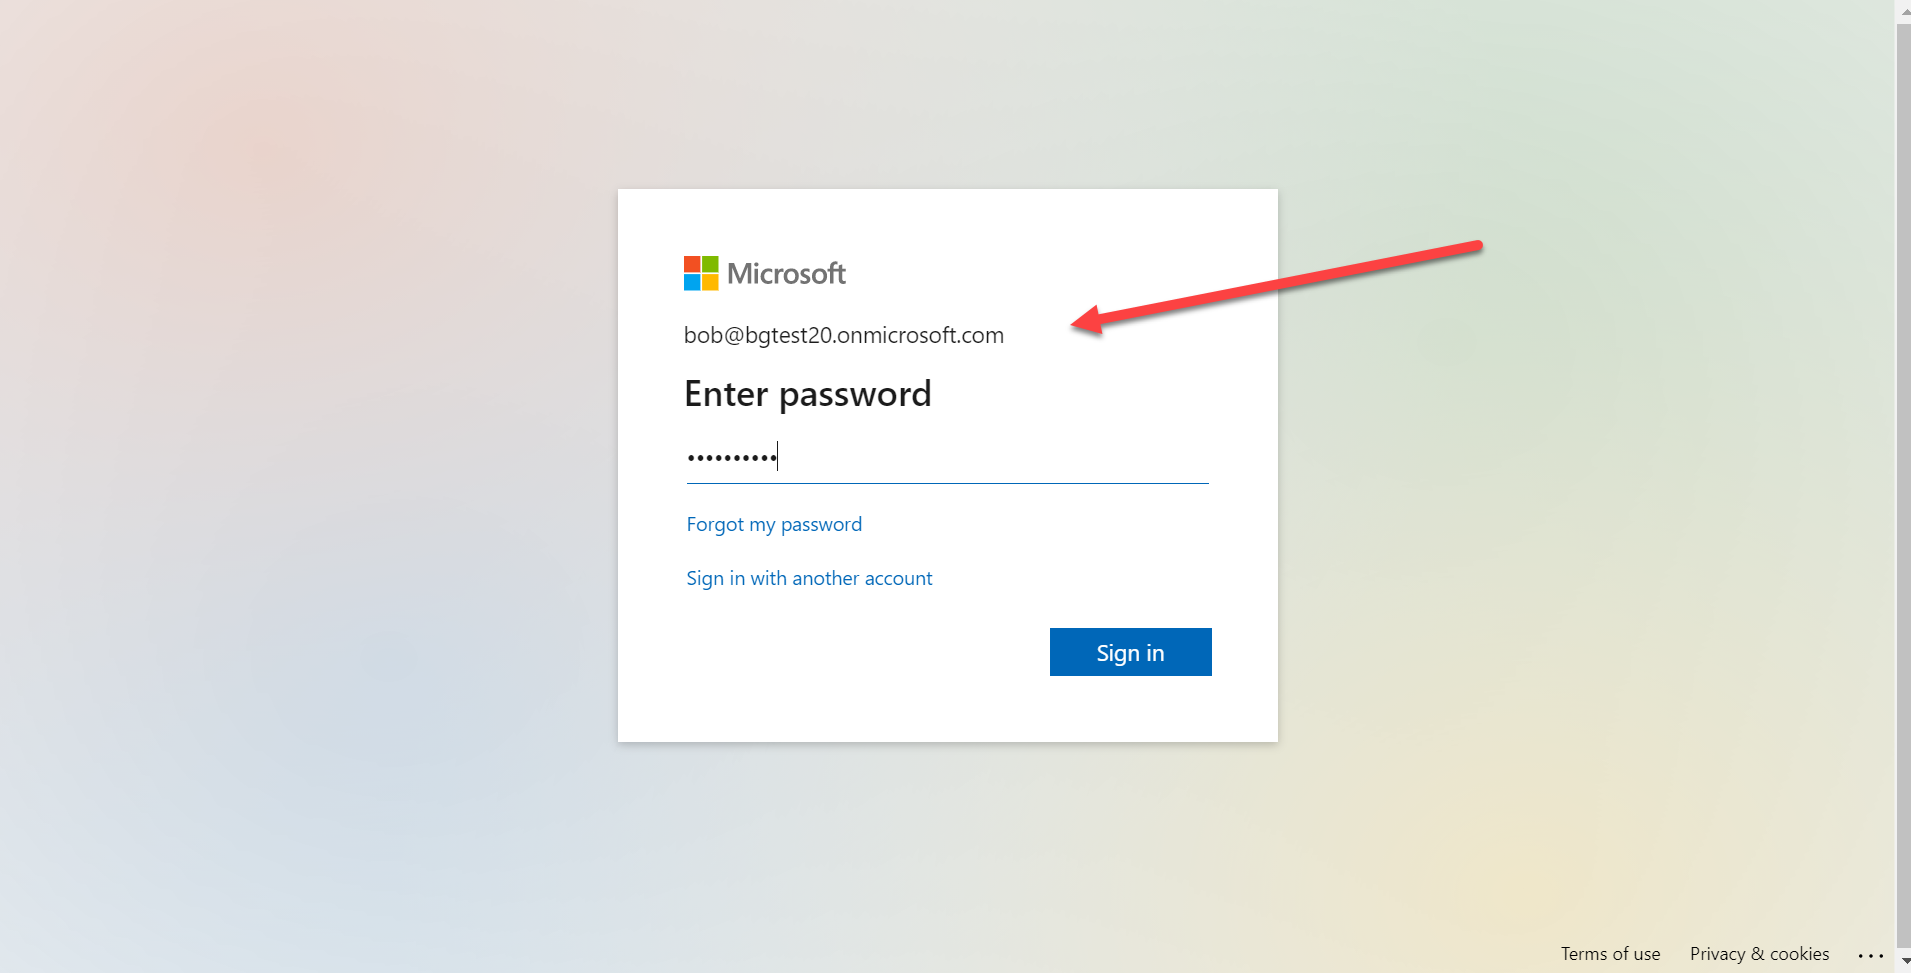 Microsoft
bob@bgtest20.onmicrosoft.com
Enter password
••••••••••
Forgot my password
Sign in with another account
Sign in
Terms of use Privacy & cookies ...